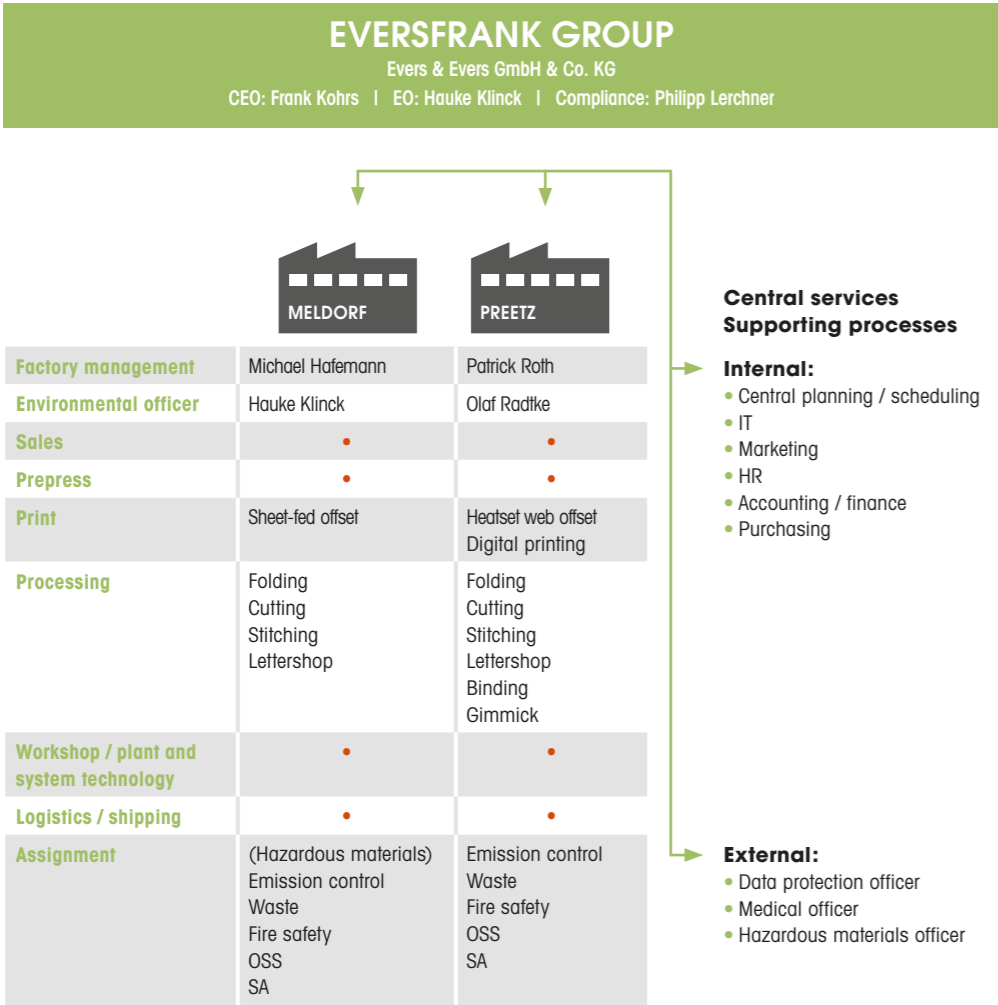 EVERSFRANK GROUP
Evers & Evers GmbH & Co. KG
CEO: Frank Kohrs | EO: Hauke Klinck | Compliance: Philipp Lerchner
MELDORF
PREETZ
Factory management Michael Hafemann Patrick Roth
Environmental officer Hauke Klinck Olaf Radtke
Sales • •
Prepress • •
Print Sheet-fed offset Heatset web offset
Digital printing
Processing Folding Folding
Cutting Cutting
Stitching Stitching
Lettershop Lettershop
Binding
Gimmick
Workshop / plant and • •
system technology
Logistics / shipping • •
Assignment (Hazardous materials) Emission control
Emission control Waste
Waste Fire safety
Fire safety OSS
OSS SA
SA
Central services
Supporting processes
Internal:
• Central planning / scheduling
• IT
• Marketing
• HR
• Accounting / finance
• Purchasing
External:
• Data protection officer
• Medical officer
• Hazardous materials officer